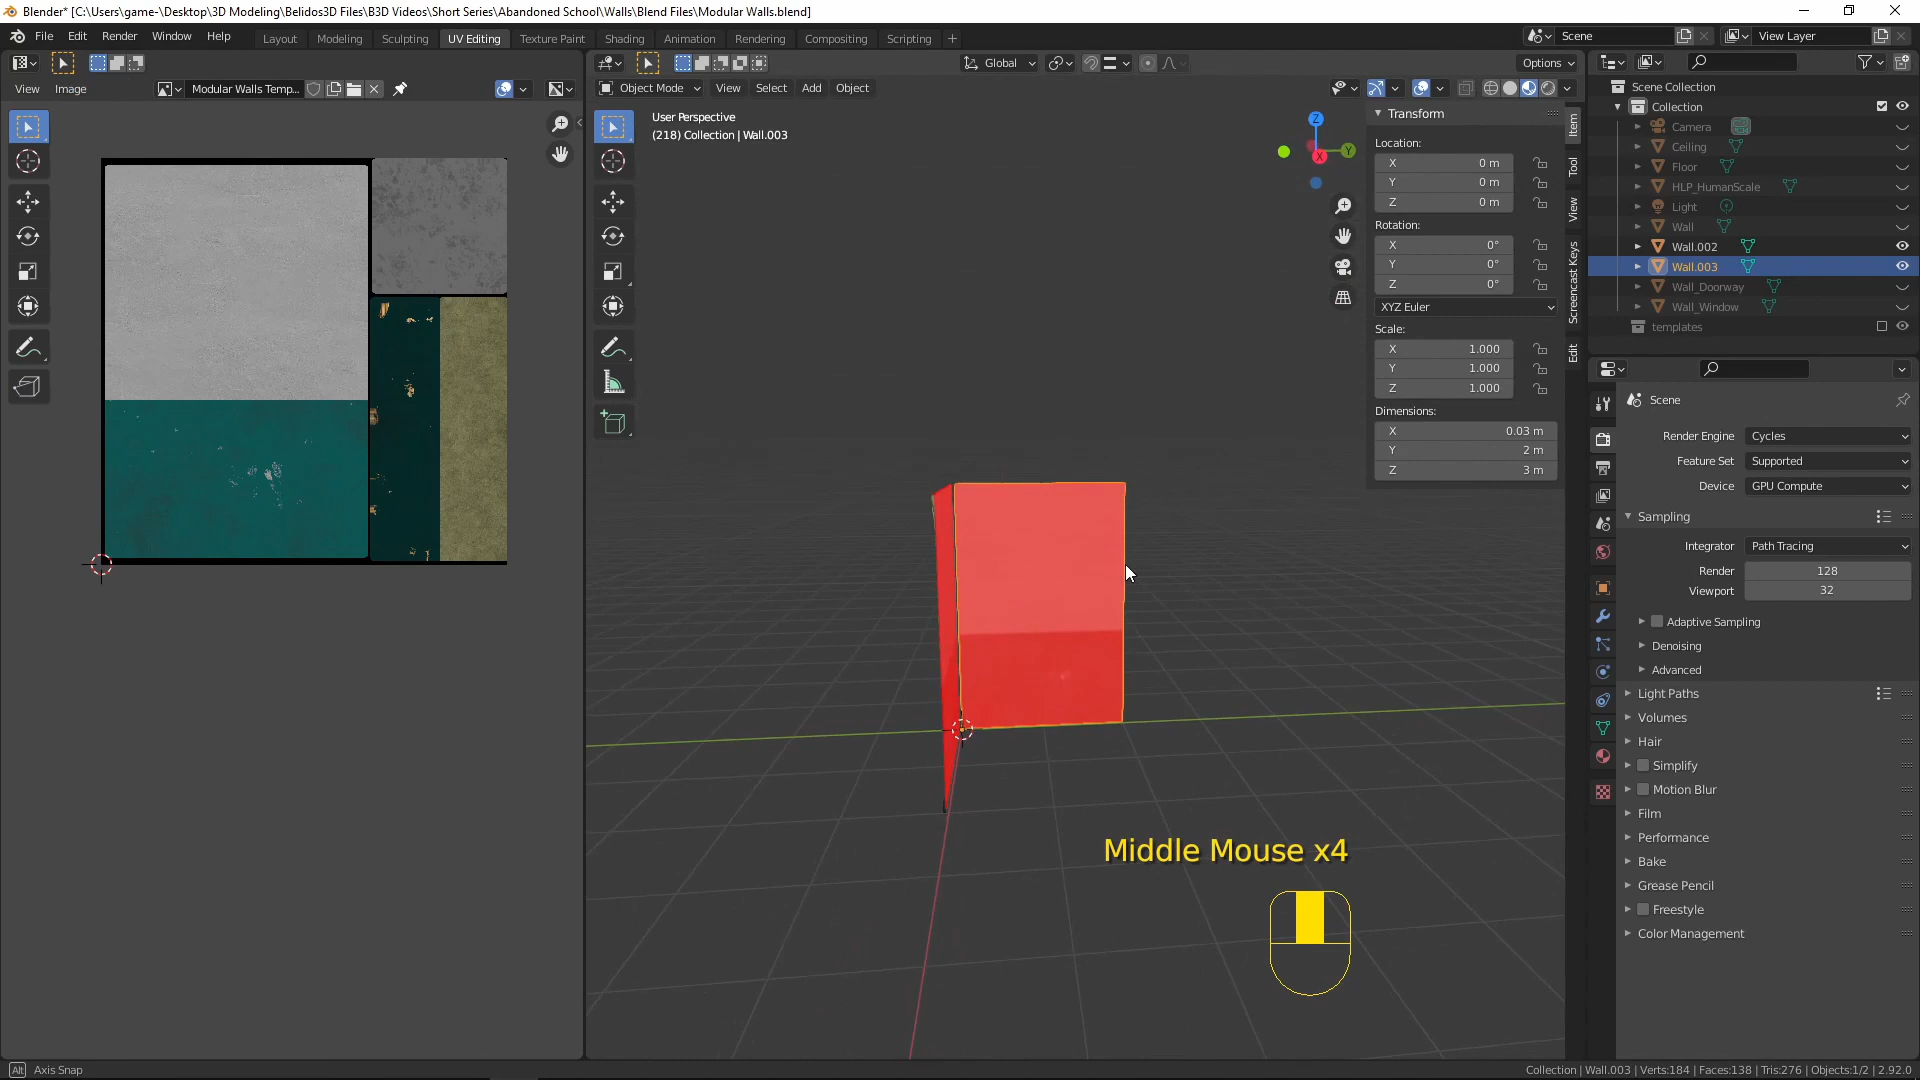 Blender* [C:\Users\game-\Desktop\3D Modeling\Belidos3D Files\B3D Videos\Short Series\Abandoned School\Walls\Blend Files\Modular Walls.blend]
File Edit Render Window Help
Layout Modeling Sculpting UV Editing Texture Paint Shading Animation Rendering Compositing Scripting +
Scene
View Layer
Global
Options
View Image
Modular Walls Temp...
Object Mode View Select Add Object
User Perspective
(218) Collection | Wall.003
Z
Y
X
Transform
Location:
X 0 m
Y 0 m
Z 0 m
Rotation:
X 0°
Y 0°
Z 0°
XYZ Euler
Scale:
X 1.000
Y 1.000
Z 1.000
Dimensions:
X 0.03 m
Y 2 m
Z 3 m
Item
Tool
View
Screencast Keys
Edit
Scene Collection
Collection
Camera
Ceiling
Floor
HLP_HumanScale
Light
Wall
Wall.002
Wall.003
Wall_Doorway
Wall_Window
templates
Scene
Render Engine Cycles
Feature Set Supported
Device GPU Compute
Sampling
Integrator Path Tracing
Render 128
Viewport 32
Adaptive Sampling
Denoising
Advanced
Light Paths
Volumes
Hair
Simplify
Motion Blur
Film
Performance
Bake
Grease Pencil
Freestyle
Color Management
Middle Mouse x4
Alt Axis Snap
Collection | Wall.003 | Verts:184 | Faces:138 | Tris:276 | Objects:1/2 | 2.92.0